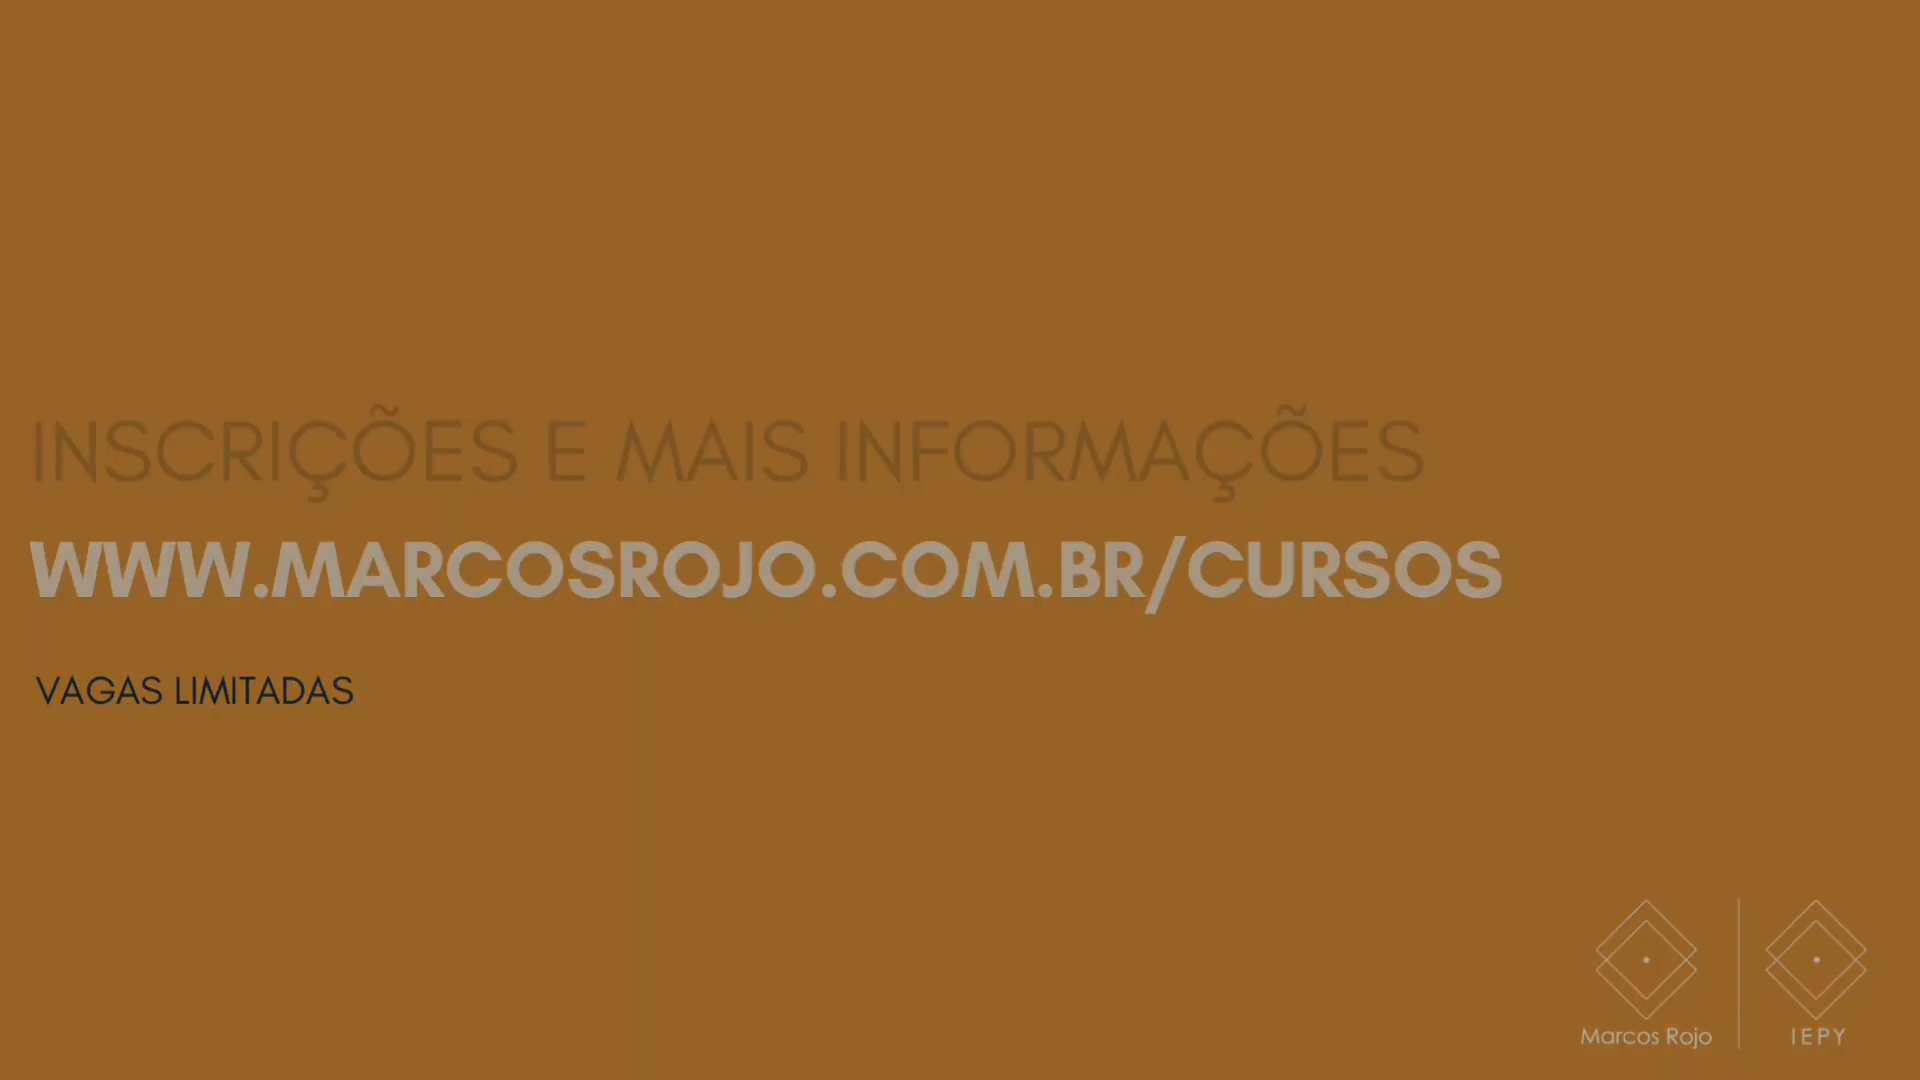 INSCRIÇÕES E MAIS INFORMAÇÕES
WWW.MARCOSROJO.COM.BR/CURSOS
VAGAS LIMITADAS
Marcos Rojo
IEPY